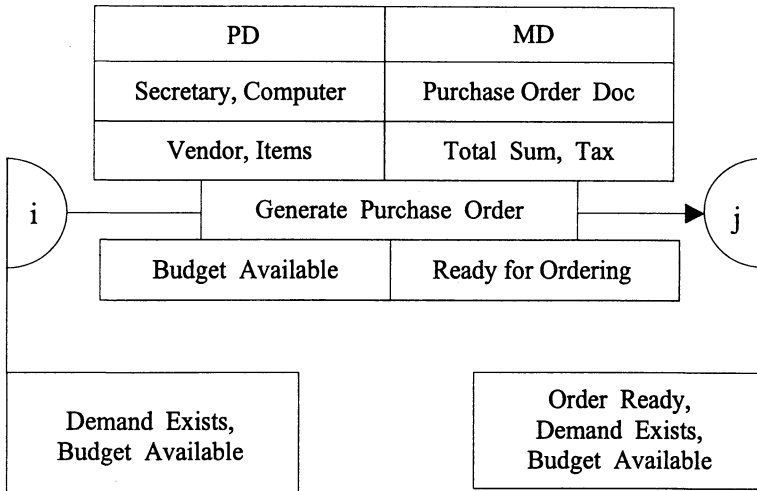 PD
MD
Secretary, Computer
Purchase Order Doc
Vendor, Items
Total Sum, Tax
i
Generate Purchase Order
j
Budget Available
Ready for Ordering
Demand Exists,
Budget Available
Order Ready,
Demand Exists,
Budget Available